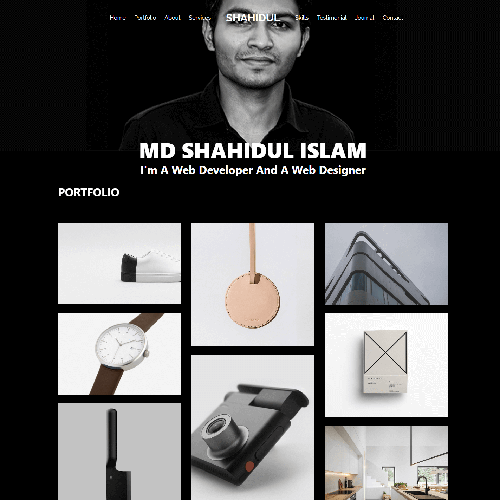 Home Portfolio About Services SHAHIDUL Skills Testimonial Journal Contact
MD SHAHIDUL ISLAM
I'm A Web Developer And A Web Designer
PORTFOLIO